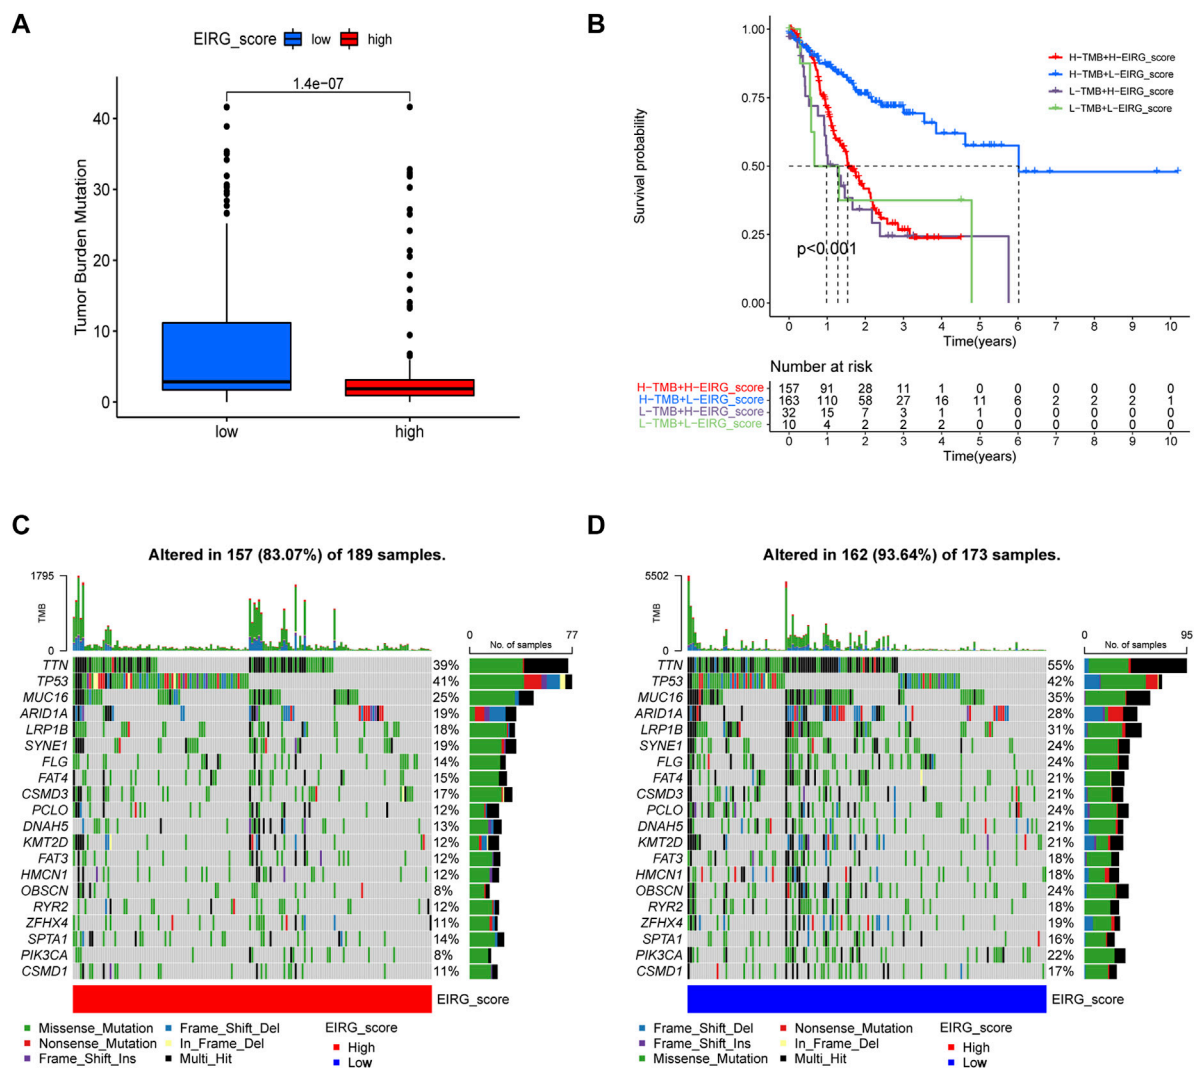 A
EIRG_score low high
1.4e−07
Tumor Burden Mutation
40
30
20
10
0
low high
B
Survival probability
1.00
0.75
0.50
0.25
0.00
H−TMB+H−EIRG_score
H−TMB+L−EIRG_score
L−TMB+H−EIRG_score
L−TMB+L−EIRG_score
p<0.001
0 1 2 3 4 5 6 7 8 9 10
Time(years)
Number at risk
H−TMB+H−EIRG_score 157 91 28 11 1 0 0 0 0 0 0
H−TMB+L−EIRG_score 163 110 58 27 16 11 6 2 2 2 1
L−TMB+H−EIRG_score 32 15 7 3 1 1 0 0 0 0 0
L−TMB+L−EIRG_score 10 4 2 2 2 0 0 0 0 0 0
0 1 2 3 4 5 6 7 8 9 10
Time(years)
C
Altered in 157 (83.07%) of 189 samples.
1795
TMB
0
0 77
No. of samples
TTN 39%
TP53 41%
MUC16 25%
ARID1A 19%
LRP1B 18%
SYNE1 19%
FLG 14%
FAT4 15%
CSMD3 17%
PCLO 12%
DNAH5 13%
KMT2D 12%
FAT3 12%
HMCN1 12%
OBSCN 8%
RYR2 12%
ZFHX4 11%
SPTA1 14%
PIK3CA 8%
CSMD1 11%
EIRG_score
Missense_Mutation Frame_Shift_Del EIRG_score
Nonsense_Mutation In_Frame_Del High
Frame_Shift_Ins Multi_Hit Low
D
Altered in 162 (93.64%) of 173 samples.
5502
TMB
0
0 95
No. of samples
TTN 55%
TP53 42%
MUC16 35%
ARID1A 28%
LRP1B 31%
SYNE1 24%
FLG 24%
FAT4 21%
CSMD3 21%
PCLO 24%
DNAH5 21%
KMT2D 21%
FAT3 18%
HMCN1 18%
OBSCN 24%
RYR2 18%
ZFHX4 19%
SPTA1 16%
PIK3CA 22%
CSMD1 17%
EIRG_score
Frame_Shift_Del Nonsense_Mutation EIRG_score
Frame_Shift_Ins In_Frame_Del High
Missense_Mutation Multi_Hit Low